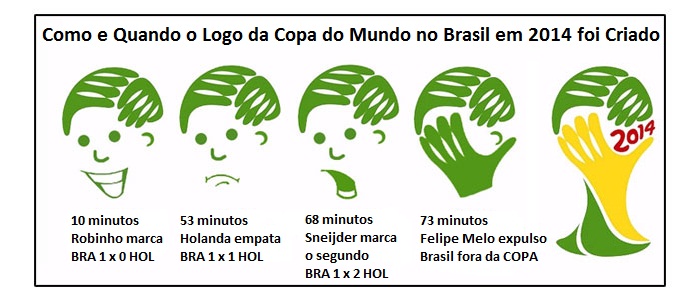 Como e Quando o Logo da Copa do Mundo no Brasil em 2014 foi Criado
2014
10 minutos
Robinho marca
BRA 1 x 0 HOL
53 minutos
Holanda empata
BRA 1 x 1 HOL
68 minutos
Sneijder marca
o segundo
BRA 1 x 2 HOL
73 minutos
Felipe Melo expulso
Brasil fora da COPA